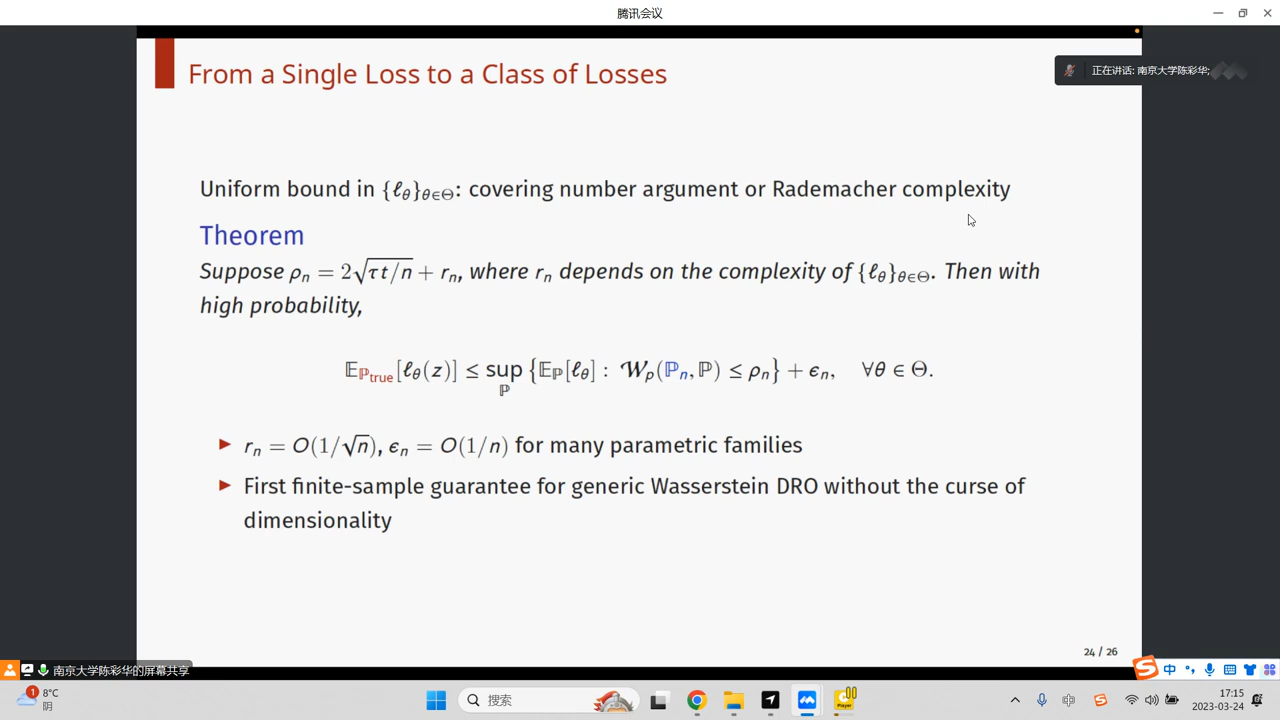 腾讯会议
From a Single Loss to a Class of Losses
正在讲话: 南京大学陈彩华;
Uniform bound in {ℓ_θ}_{θ∈Θ}: covering number argument or Rademacher complexity
Theorem
Suppose ρ_n = 2√(τt/n) + r_n, where r_n depends on the complexity of {ℓ_θ}_{θ∈Θ}. Then with
high probability,
𝔼_{ℙ_true}[ℓ_θ(z)] ≤ sup_ℙ {𝔼_ℙ[ℓ_θ] : 𝒲_p(ℙ_n, ℙ) ≤ ρ_n} + ϵ_n, ∀θ ∈ Θ.
▶ r_n = O(1/√n), ϵ_n = O(1/n) for many parametric families
▶ First finite-sample guarantee for generic Wasserstein DRO without the curse of
dimensionality
24 / 26
南京大学陈彩华的屏幕共享
中
1
8°C
阴
搜索
Player
中
17:15
2023-03-24